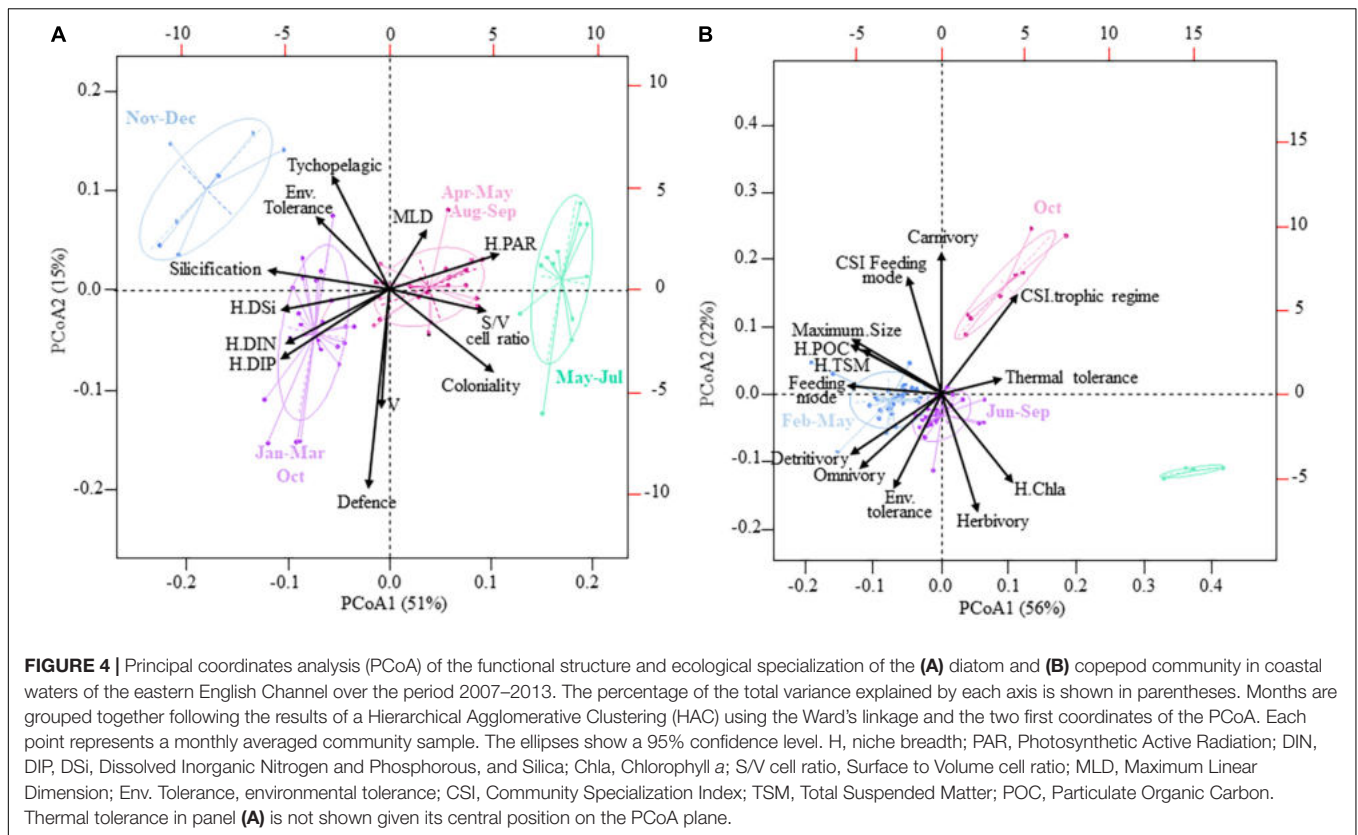 A
-10
-5
0
5
10
0.2
0.1
0.0
-0.1
-0.2
10
5
0
-5
-10
PCoA2 (15%)
Nov-Dec
Tychopelagic
Env.
Tolerance
MLD
Apr-May
Aug-Sep
H.PAR
Silicification
H.DSi
H.DIN
H.DIP
S/V
cell ratio
Coloniality
May-Jul
V
Jan-Mar
Oct
Defence
-0.2
-0.1
0.0
0.1
0.2
PCoA1 (51%)
B
-5
0
5
10
15
0.4
0.3
0.2
0.1
0.0
-0.1
-0.2
15
10
5
0
-5
PCoA2 (22%)
Oct
Carnivory
CSI Feeding
mode
CSI.trophic regime
Maximum.Size
H.POC
H.TSM
Feeding
mode
Thermal tolerance
Feb-May
Jun-Sep
Detritivory
Omnivory
Env.
tolerance
H.Chla
Herbivory
-0.2
-0.1
0.0
0.1
0.2
0.3
0.4
PCoA1 (56%)
FIGURE 4 | Principal coordinates analysis (PCoA) of the functional structure and ecological specialization of the (A) diatom and (B) copepod community in coastal
waters of the eastern English Channel over the period 2007–2013. The percentage of the total variance explained by each axis is shown in parentheses. Months are
grouped together following the results of a Hierarchical Agglomerative Clustering (HAC) using the Ward's linkage and the two first coordinates of the PCoA. Each
point represents a monthly averaged community sample. The ellipses show a 95% confidence level. H, niche breadth; PAR, Photosynthetic Active Radiation; DIN,
DIP, DSi, Dissolved Inorganic Nitrogen and Phosphorous, and Silica; Chla, Chlorophyll a; S/V cell ratio, Surface to Volume cell ratio; MLD, Maximum Linear
Dimension; Env. Tolerance, environmental tolerance; CSI, Community Specialization Index; TSM, Total Suspended Matter; POC, Particulate Organic Carbon.
Thermal tolerance in panel (A) is not shown given its central position on the PCoA plane.